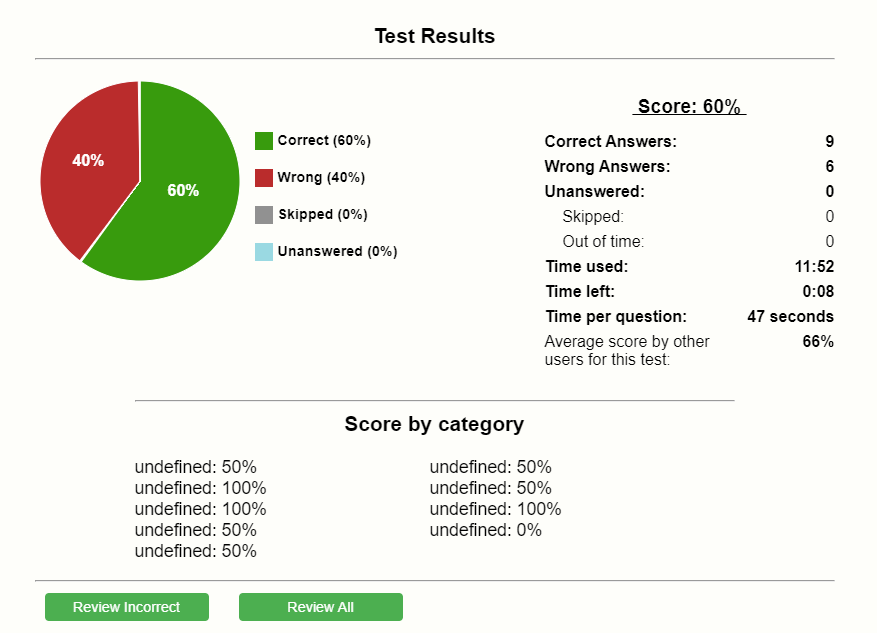 Test Results
40%
60%
Correct (60%)
Wrong (40%)
Skipped (0%)
Unanswered (0%)
Score: 60%
Correct Answers: 9
Wrong Answers: 6
Unanswered: 0
Skipped: 0
Out of time: 0
Time used: 11:52
Time left: 0:08
Time per question: 47 seconds
Average score by other 66%
users for this test:
Score by category
undefined: 50%
undefined: 100%
undefined: 100%
undefined: 50%
undefined: 50%
undefined: 50%
undefined: 50%
undefined: 100%
undefined: 0%
Review Incorrect
Review All